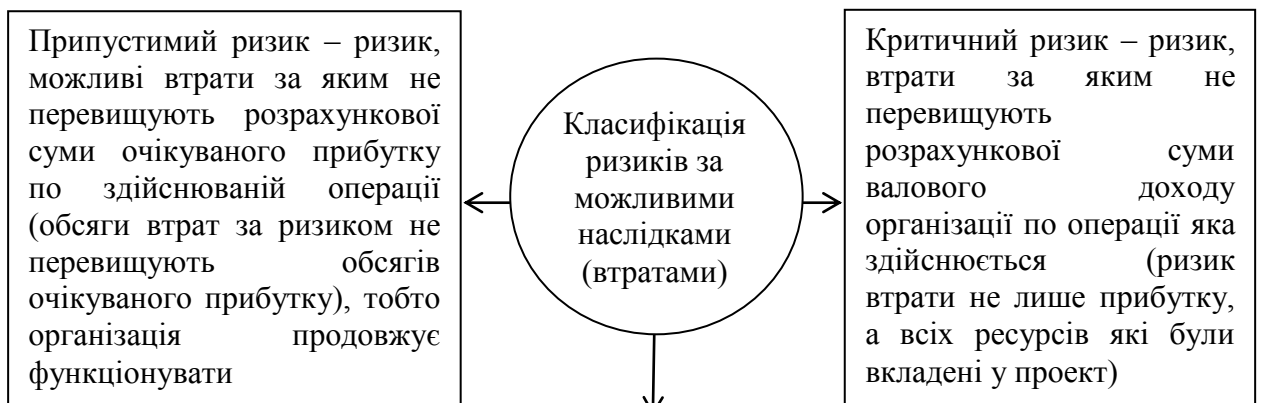 Припустимий ризик – ризик,
можливі втрати за яким не
перевищують розрахункової
суми очікуваного прибутку
по здійснюваній операції
(обсяги втрат за ризиком не
перевищують обсягів
очікуваного прибутку), тобто
організація продовжує
функціонувати
Класифікація
ризиків за
можливими
наслідками
(втратами)
Критичний ризик – ризик,
втрати за яким не
перевищують
розрахункової суми
валового доходу
організації по операції яка
здійснюється (ризик
втрати не лише прибутку,
а всіх ресурсів які були
вкладені у проект)